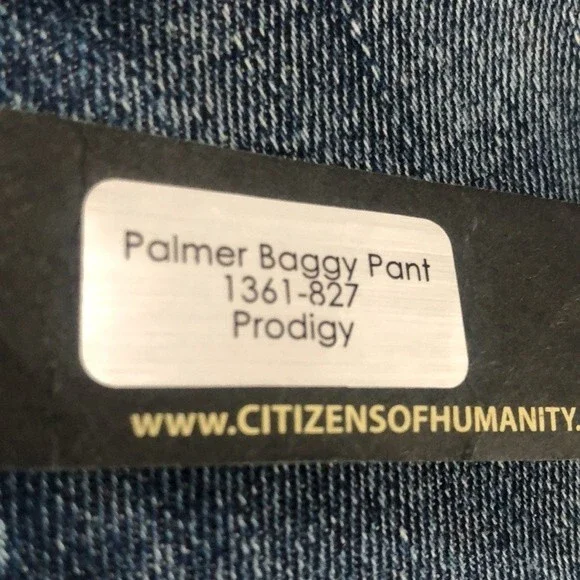 Palmer Baggy Pant
1361-827
Prodigy
www.CITIZENSOFHUMANITY.